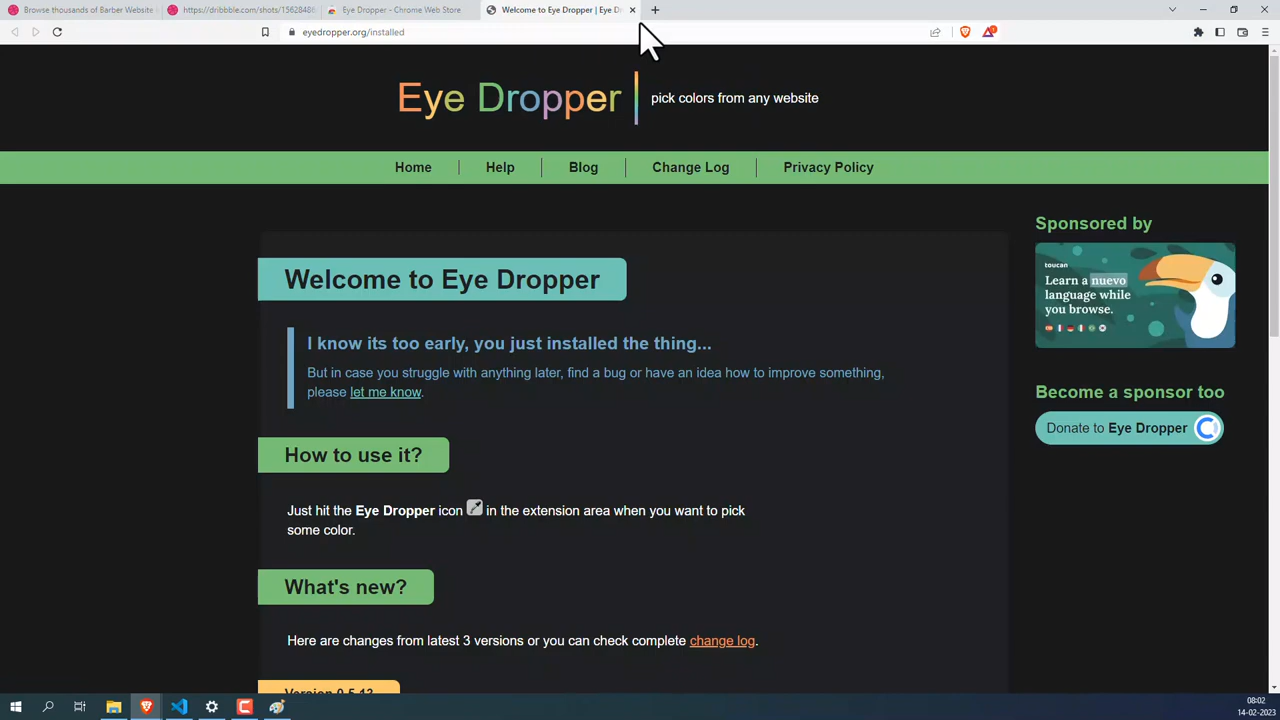 Browse thousands of Barber Website
https://dribbble.com/shots/1562848
Eye Dropper - Chrome Web Store
Welcome to Eye Dropper | Eye D
eyedropper.org/installed
Eye Dropper
pick colors from any website
Home
Help
Blog
Change Log
Privacy Policy
Sponsored by
toucan
Learn a nuevo
language while
you browse.
Welcome to Eye Dropper
I know its too early, you just installed the thing...
But in case you struggle with anything later, find a bug or have an idea how to improve something,
please let me know.
Become a sponsor too
Donate to Eye Dropper
How to use it?
Just hit the Eye Dropper icon in the extension area when you want to pick
some color.
What's new?
Here are changes from latest 3 versions or you can check complete change log.
Version 0.5.13
08:02
14-02-2023